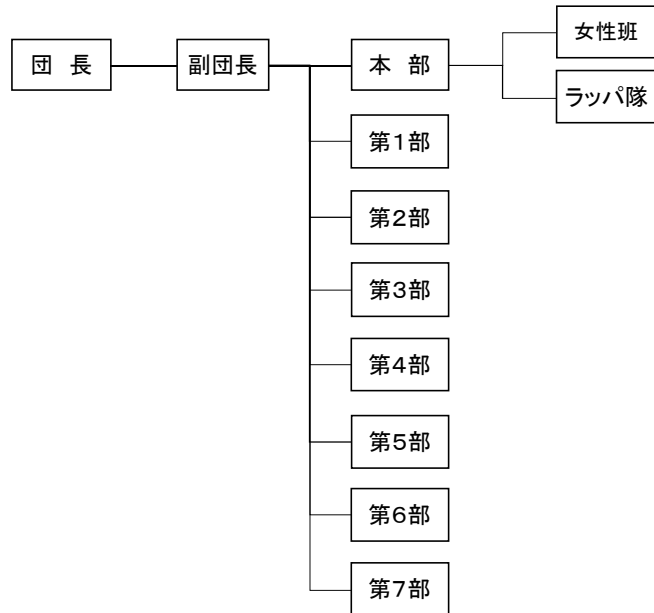 女性班
団 長
副団長
本 部
ラッパ隊
第1部
第2部
第3部
第4部
第5部
第6部
第7部